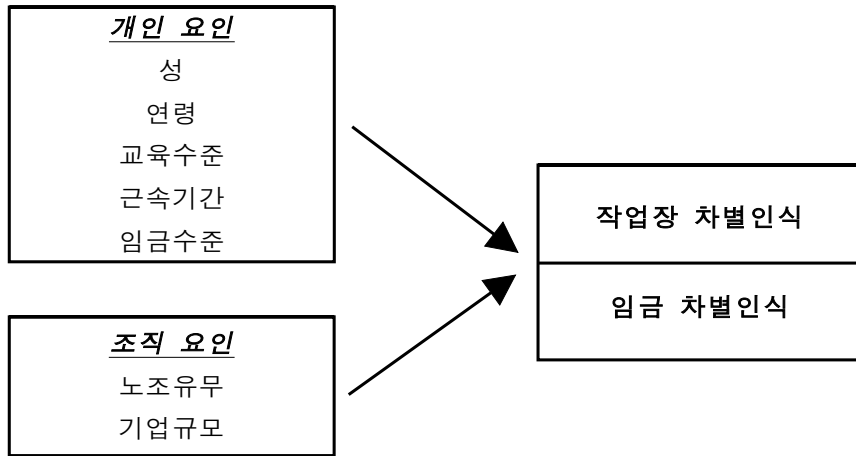 개인 요인
성
연령
교육수준
근속기간
임금수준
조직 요인
노조유무
기업규모
작업장 차별인식
임금 차별인식